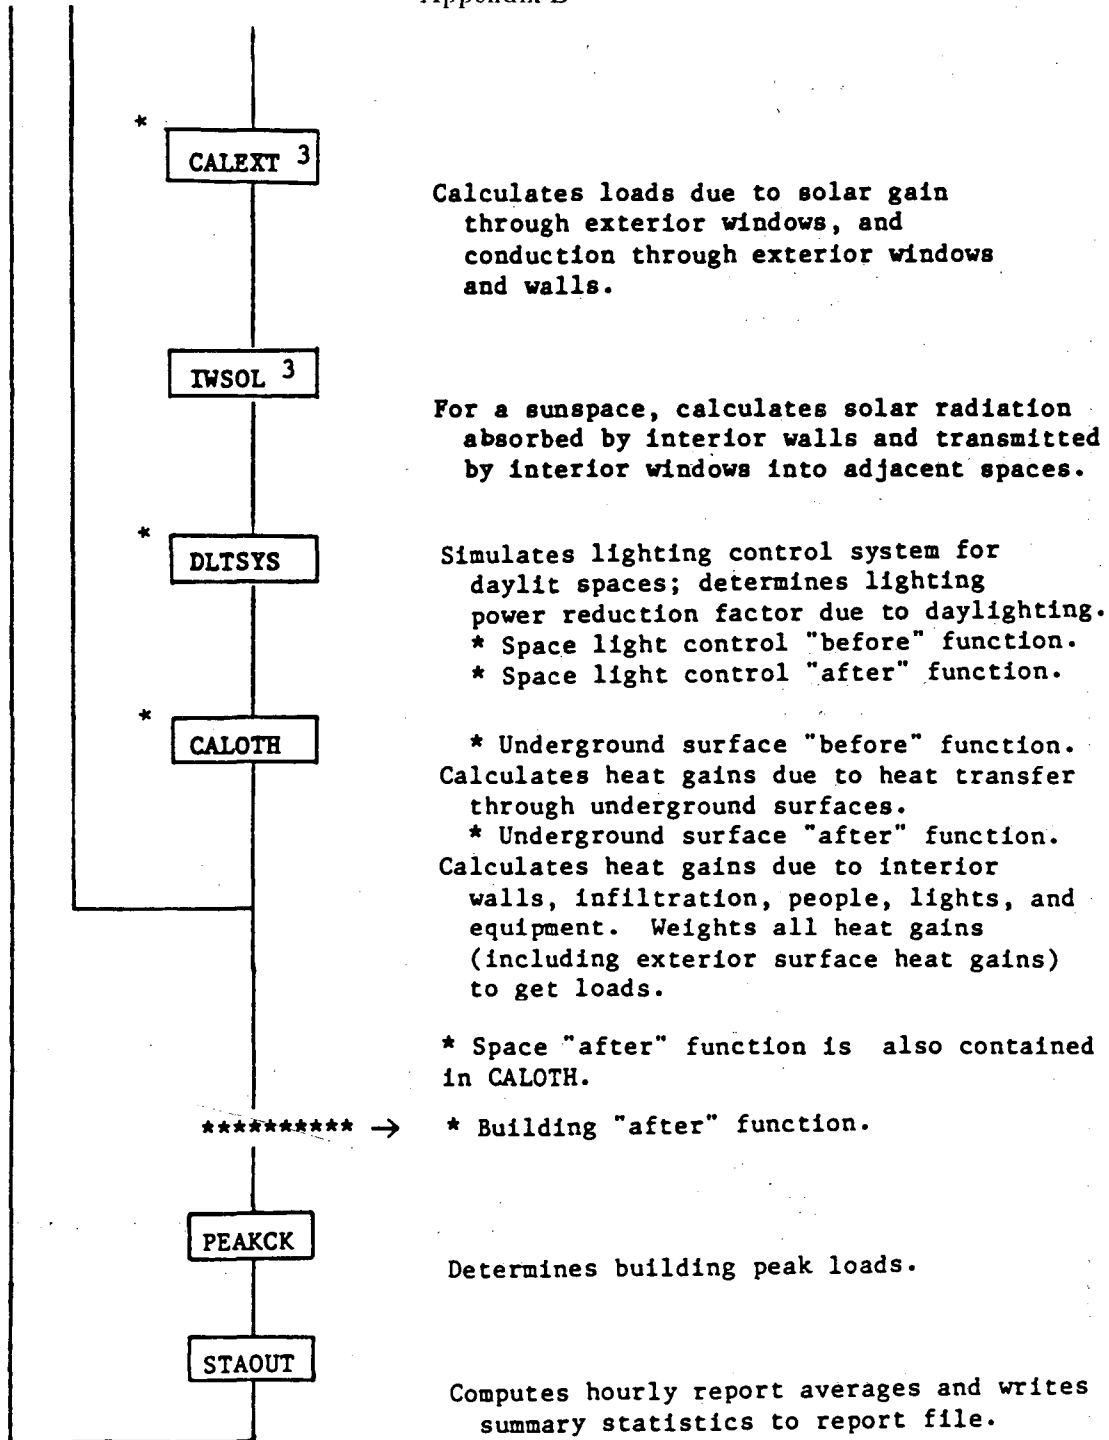 *
CALEXT 3
Calculates loads due to solar gain
through exterior windows, and
conduction through exterior windows
and walls.
IWSOL 3
For a sunspace, calculates solar radiation
absorbed by interior walls and transmitted
by interior windows into adjacent spaces.
*
DLTSYS
Simulates lighting control system for
daylit spaces; determines lighting
power reduction factor due to daylighting.
* Space light control "before" function.
* Space light control "after" function.
*
CALOTH
* Underground surface "before" function.
Calculates heat gains due to heat transfer
through underground surfaces.
* Underground surface "after" function.
Calculates heat gains due to interior
walls, infiltration, people, lights, and
equipment. Weights all heat gains
(including exterior surface heat gains)
to get loads.
* Space "after" function is also contained
in CALOTH.
********** → * Building "after" function.
PEAKCK
Determines building peak loads.
STAOUT
Computes hourly report averages and writes
summary statistics to report file.